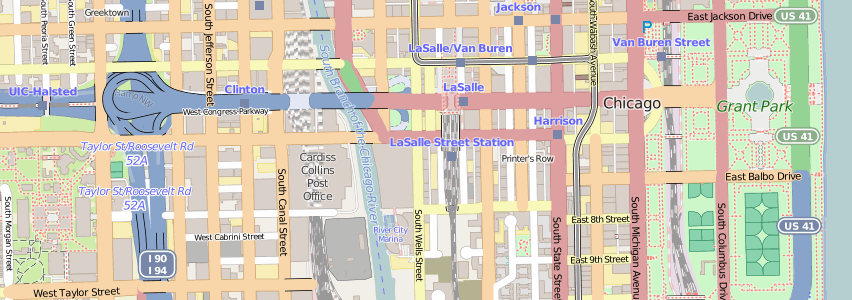 Jackson
Greektown
East Jackson Drive
US 41
South Peoria Street
South Green Street
South Jefferson Street
LaSalle/Van Buren
Van Buren Street
South Wabash Avenue
P
UIC-Halsted
Clinton
LaSalle
Chicago
Grant Park
West Congress Parkway
South Branch of the Chicago River
Harrison
US 41
Taylor St/Roosevelt Rd
52A
LaSalle Street Station
Cardiss
Collins
Post
Office
Printer's Row
East Balbo Drive
Taylor St/Roosevelt Rd
52A
South Morgan Street
South Canal Street
South Wells Street
South State Street
South Michigan Avenue
South Columbus Drive
East 8th Street
US 41
River City
Marina
West Cabrini Street
I 90
I 94
East 9th Street
West Taylor Street